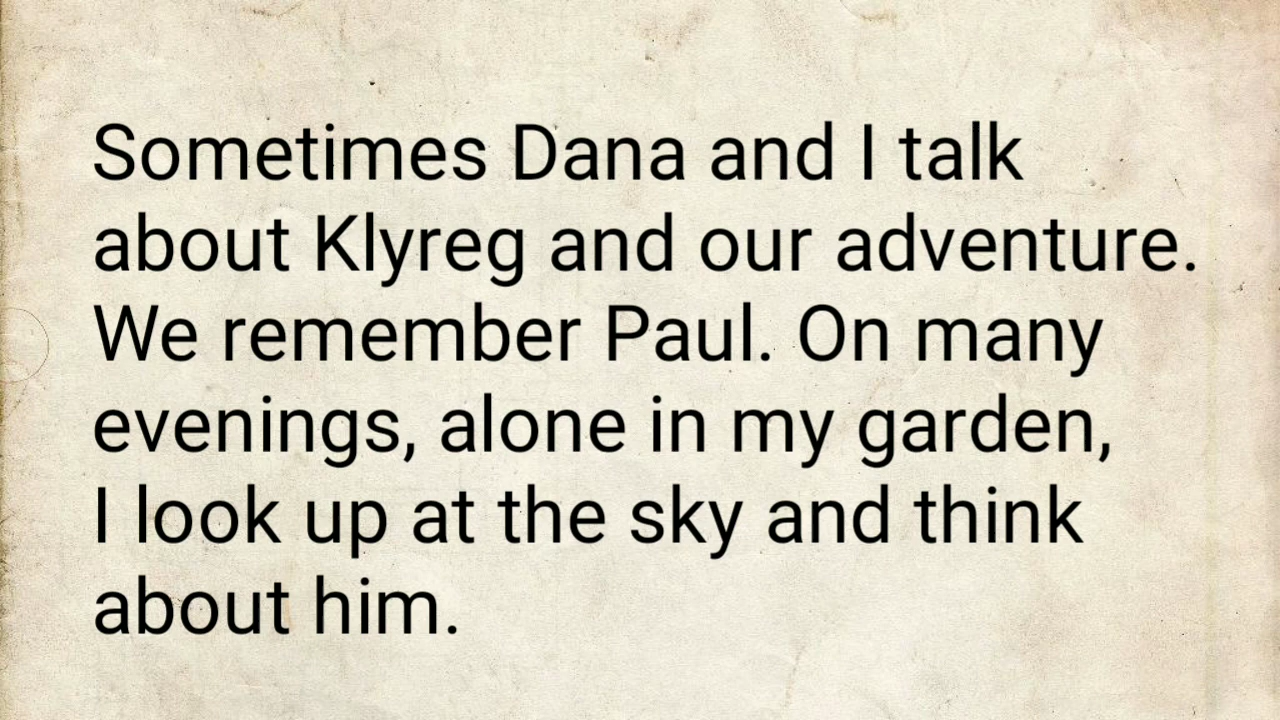 Sometimes Dana and I talk
about Klyreg and our adventure.
We remember Paul. On many
evenings, alone in my garden,
I look up at the sky and think
about him.